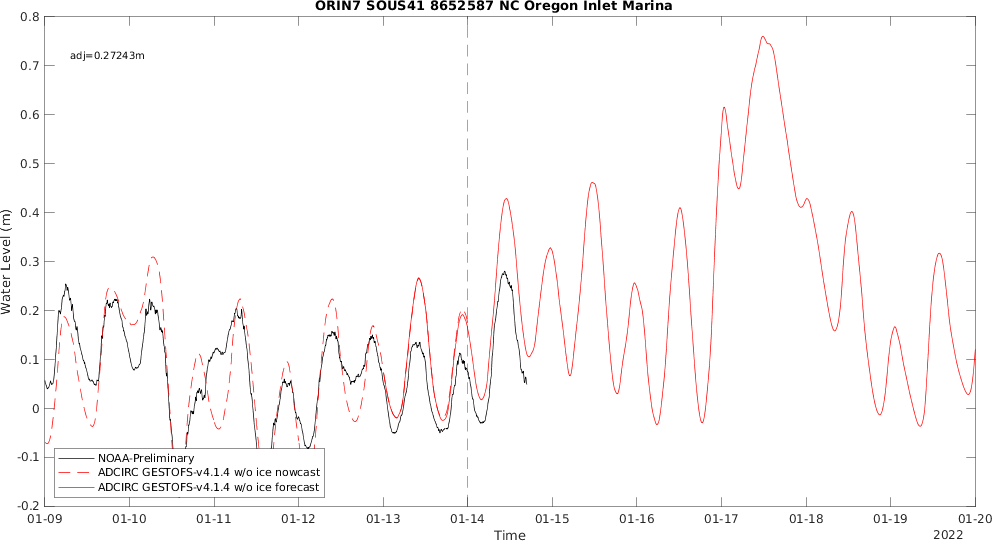 ORIN7 SOUS41 8652587 NC Oregon Inlet Marina
adj=0.27243m
Water Level (m)
0.8
0.7
0.6
0.5
0.4
0.3
0.2
0.1
0
-0.1
-0.2
NOAA-Preliminary
ADCIRC GESTOFS-v4.1.4 w/o ice nowcast
ADCIRC GESTOFS-v4.1.4 w/o ice forecast
01-09 01-10 01-11 01-12 01-13 01-14 01-15 01-16 01-17 01-18 01-19 01-20
Time
2022